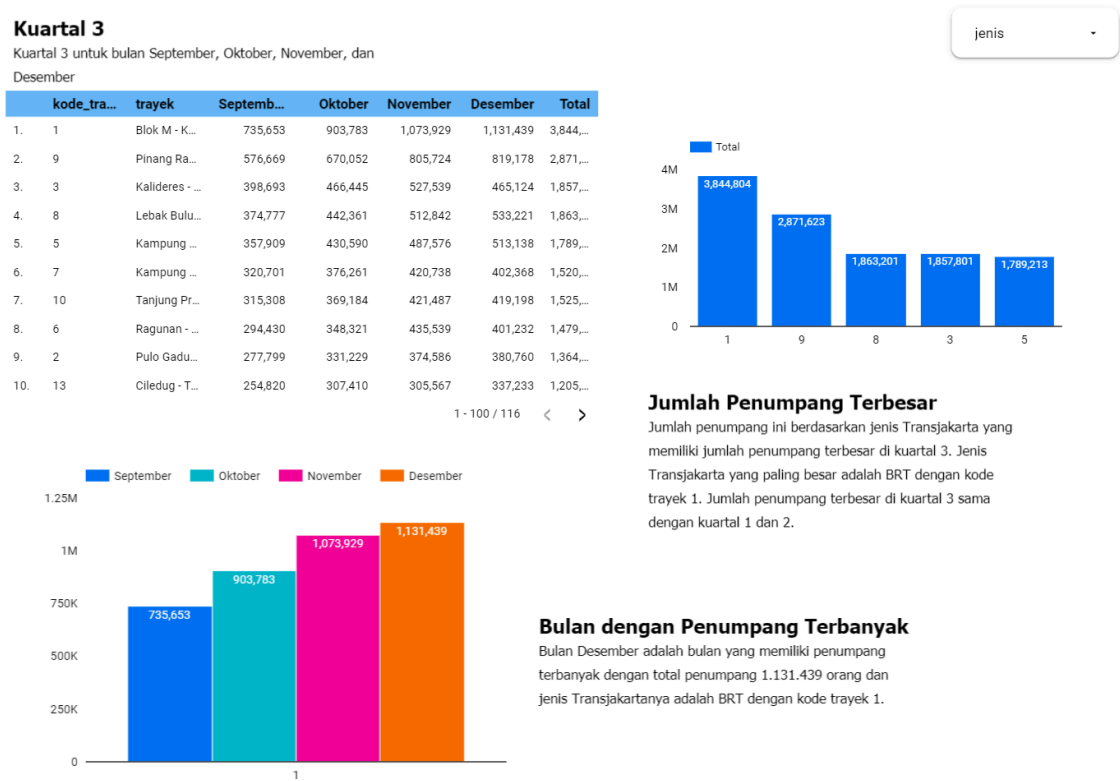 Kuartal 3
Kuartal 3 untuk bulan September, Oktober, November, dan
Desember
jenis
kode_tra... trayek Septemb... Oktober November Desember Total
1. 1 Blok M - K... 735,653 903,783 1,073,929 1,131,439 3,844,...
2. 9 Pinang Ra... 576,669 670,052 805,724 819,178 2,871,...
3. 3 Kalideres - ... 398,693 466,445 527,539 465,124 1,857,...
4. 8 Lebak Bulu... 374,777 442,361 512,842 533,221 1,863,...
5. 5 Kampung ... 357,909 430,590 487,576 513,138 1,789,...
6. 7 Kampung ... 320,701 376,261 420,738 402,368 1,520,...
7. 10 Tanjung Pr... 315,308 369,184 421,487 419,198 1,525,...
8. 6 Ragunan - ... 294,430 348,321 435,539 401,232 1,479,...
9. 2 Pulo Gadu... 277,799 331,229 374,586 380,760 1,364,...
10. 13 Ciledug - T... 254,820 307,410 305,567 337,233 1,205,...
1 - 100 / 116
Total
4M
3M
2M
1M
0
3,844,804
2,871,623
1,863,201
1,857,801
1,789,213
1 9 8 3 5
Jumlah Penumpang Terbesar
Jumlah penumpang ini berdasarkan jenis Transjakarta yang
memiliki jumlah penumpang terbesar di kuartal 3. Jenis
Transjakarta yang paling besar adalah BRT dengan kode
trayek 1. Jumlah penumpang terbesar di kuartal 3 sama
dengan kuartal 1 dan 2.
September Oktober November Desember
1.25M
1M
750K
500K
250K
0
735,653
903,783
1,073,929
1,131,439
1
Bulan dengan Penumpang Terbanyak
Bulan Desember adalah bulan yang memiliki penumpang
terbanyak dengan total penumpang 1.131.439 orang dan
jenis Transjakartanya adalah BRT dengan kode trayek 1.